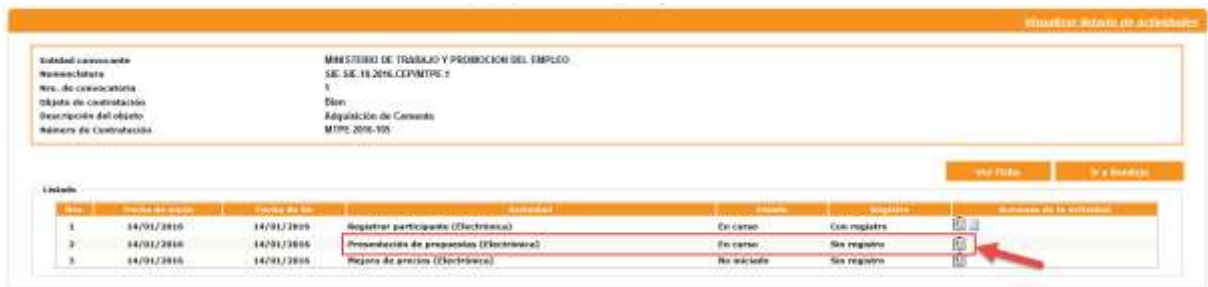 Visualizar listado de actividades
Entidad convocante MINISTERIO DE TRABAJO Y PROMOCION DEL EMPLEO
Nomenclatura SIE-SIE-19-2016-CEP/MTPE-1
Nro. de convocatoria 1
Objeto de contratación Bien
Descripción del objeto Adquisición de Cemento
Número de Contratación MTPE-2016-105
Ver Ficha Ir a Bandeja
Listado
Nro. Fecha de inicio Fecha de fin Actividad Estado Registro Acciones de la actividad
1 14/01/2016 14/01/2016 Registrar participante (Electrónica) En curso Con registro
2 14/01/2016 14/01/2016 Presentación de propuestas (Electrónica) En curso Sin registro
3 14/01/2016 14/01/2016 Mejora de precios (Electrónica) No iniciado Sin registro